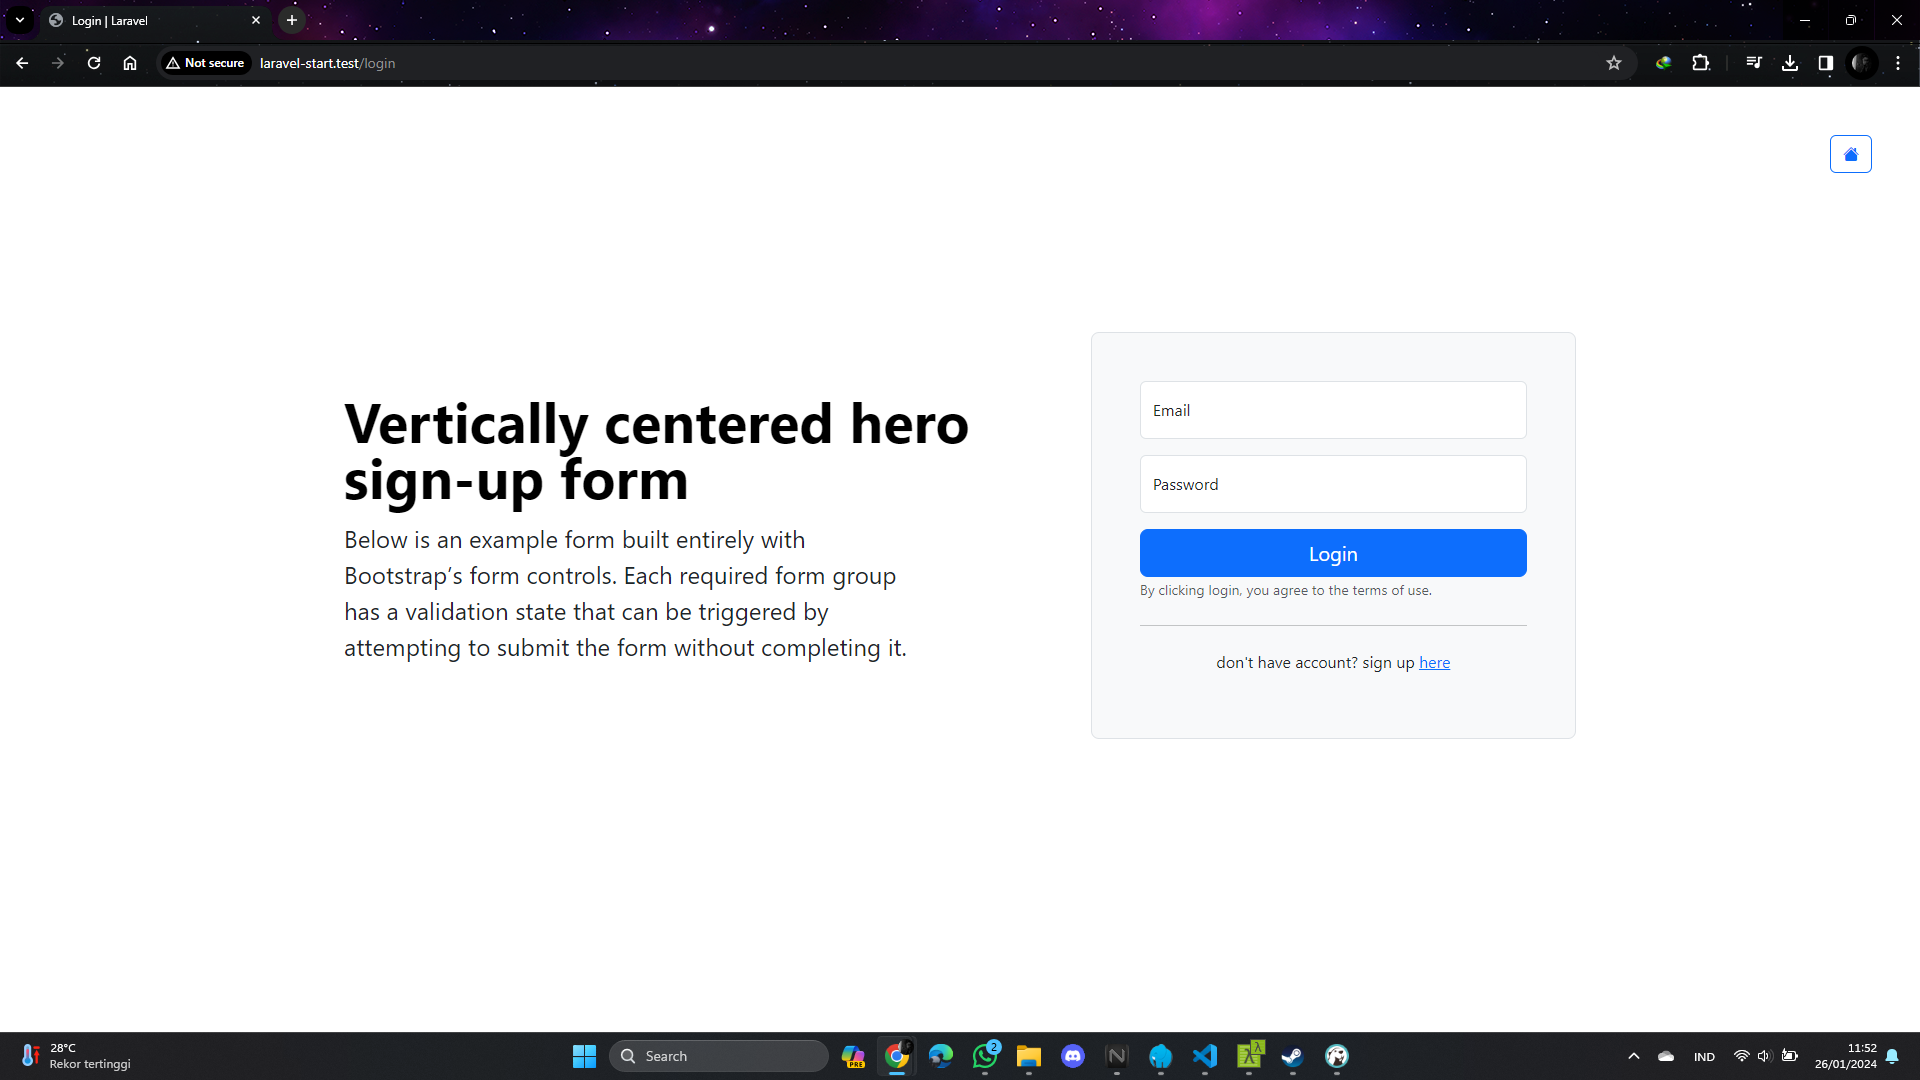 Login | Laravel
Not secure
laravel-start.test/login
Vertically centered hero
sign-up form
Below is an example form built entirely with
Bootstrap’s form controls. Each required form group
has a validation state that can be triggered by
attempting to submit the form without completing it.
Email
Password
Login
By clicking login, you agree to the terms of use.
don't have account? sign up here
28°C
Rekor tertinggi
Search
PRE
2
IND
11:52
26/01/2024